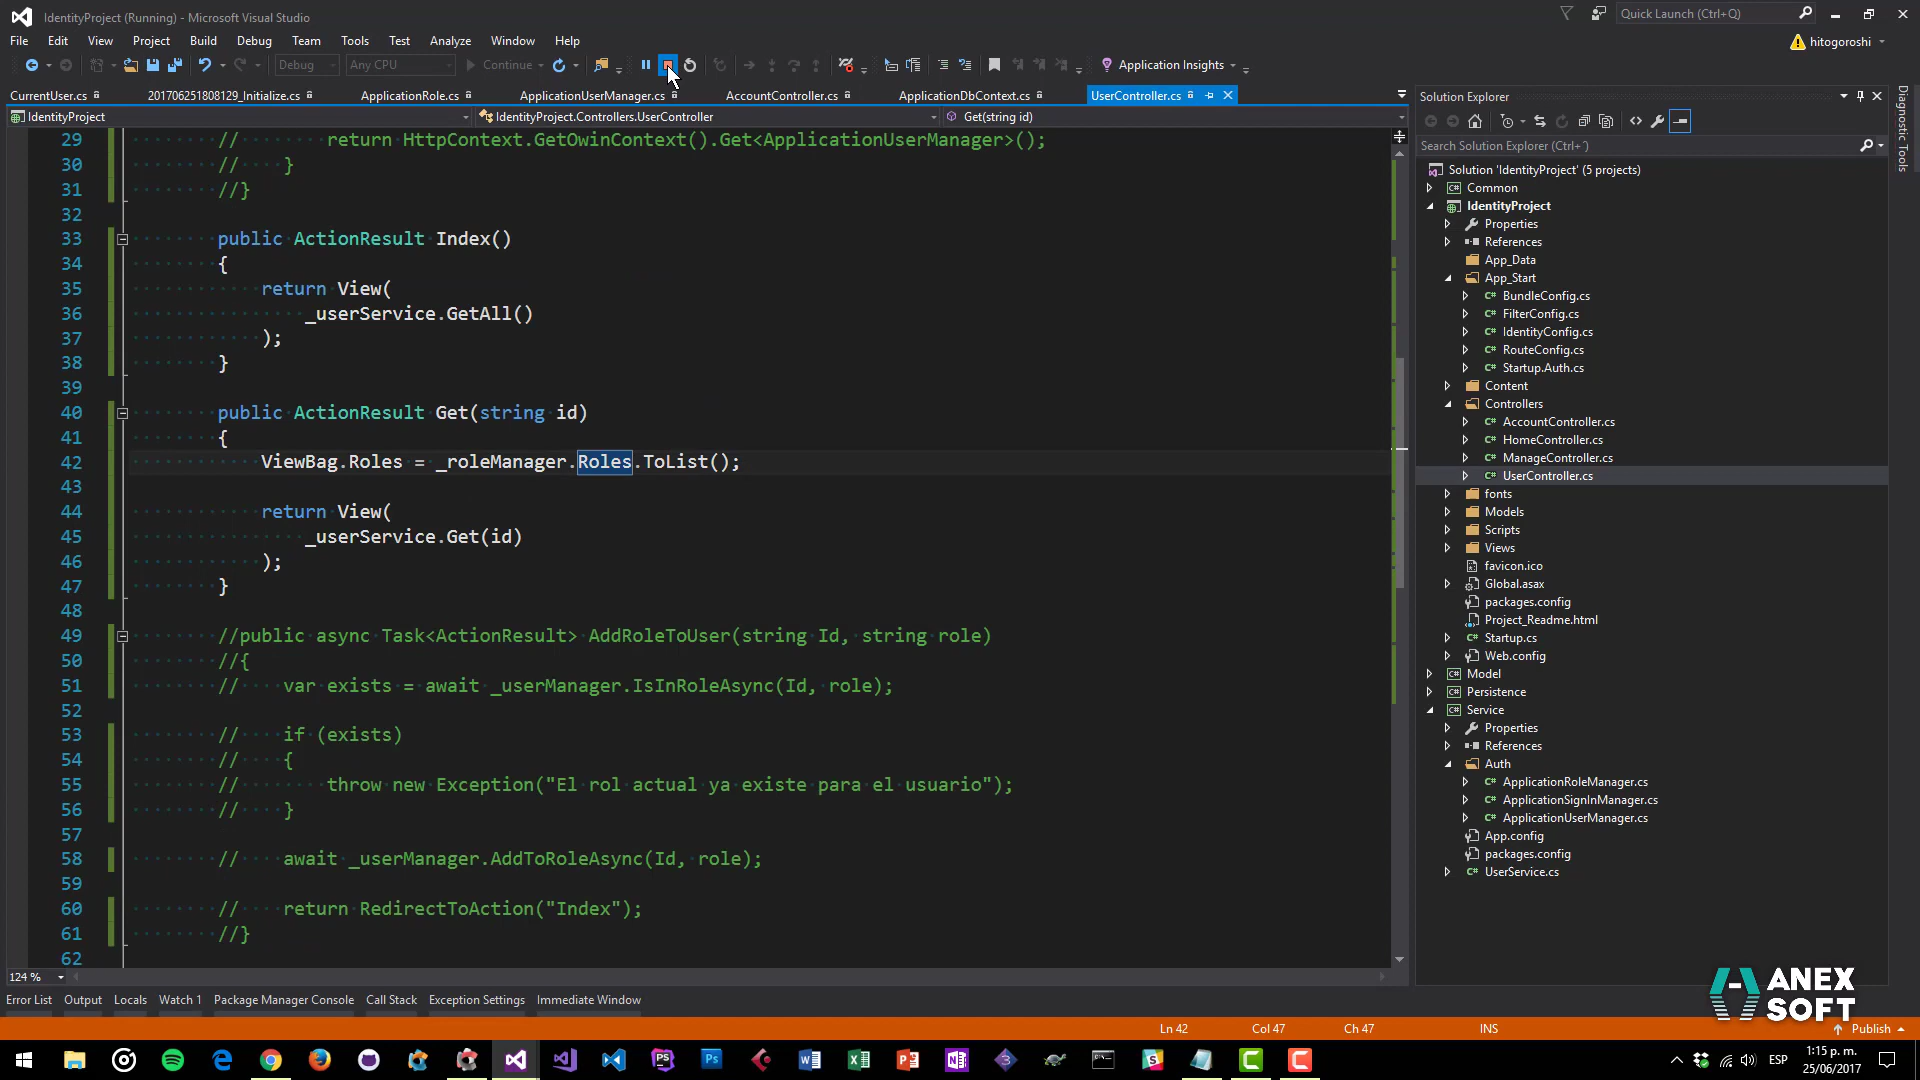 IdentityProject (Running) - Microsoft Visual Studio
Quick Launch (Ctrl+Q)
File Edit View Project Build Debug Team Tools Test Analyze Window Help
hitogoroshi
Debug Any CPU Continue Application Insights
CurrentUser.cs 201706251808129_Initialize.cs ApplicationRole.cs ApplicationUserManager.cs AccountController.cs ApplicationDbContext.cs UserController.cs
IdentityProject IdentityProject.Controllers.UserController Get(string id)
29 // return HttpContext.GetOwinContext().Get<ApplicationUserManager>();
30 // }
31 //}
32
33 public ActionResult Index()
34 {
35 return View(
36 _userService.GetAll()
37 );
38 }
39
40 public ActionResult Get(string id)
41 {
42 ViewBag.Roles = _roleManager.Roles.ToList();
43
44 return View(
45 _userService.Get(id)
46 );
47 }
48
49 //public async Task<ActionResult> AddRoleToUser(string Id, string role)
50 //{
51 // var exists = await _userManager.IsInRoleAsync(Id, role);
52
53 // if (exists)
54 // {
55 // throw new Exception("El rol actual ya existe para el usuario");
56 // }
57
58 // await _userManager.AddToRoleAsync(Id, role);
59
60 // return RedirectToAction("Index");
61 //}
62
124 %
Solution Explorer
Search Solution Explorer (Ctrl+´)
Solution 'IdentityProject' (5 projects)
Common
IdentityProject
Properties
References
App_Data
App_Start
BundleConfig.cs
FilterConfig.cs
IdentityConfig.cs
RouteConfig.cs
Startup.Auth.cs
Content
Controllers
AccountController.cs
HomeController.cs
ManageController.cs
UserController.cs
fonts
Models
Scripts
Views
favicon.ico
Global.asax
packages.config
Project_Readme.html
Startup.cs
Web.config
Model
Persistence
Service
Properties
References
Auth
ApplicationRoleManager.cs
ApplicationSignInManager.cs
ApplicationUserManager.cs
App.config
packages.config
UserService.cs
Diagnostic Tools
Error List Output Locals Watch 1 Package Manager Console Call Stack Exception Settings Immediate Window
ANEX
SOFT
Ln 42 Col 47 Ch 47 INS Publish
ESP
1:15 p. m.
25/06/2017